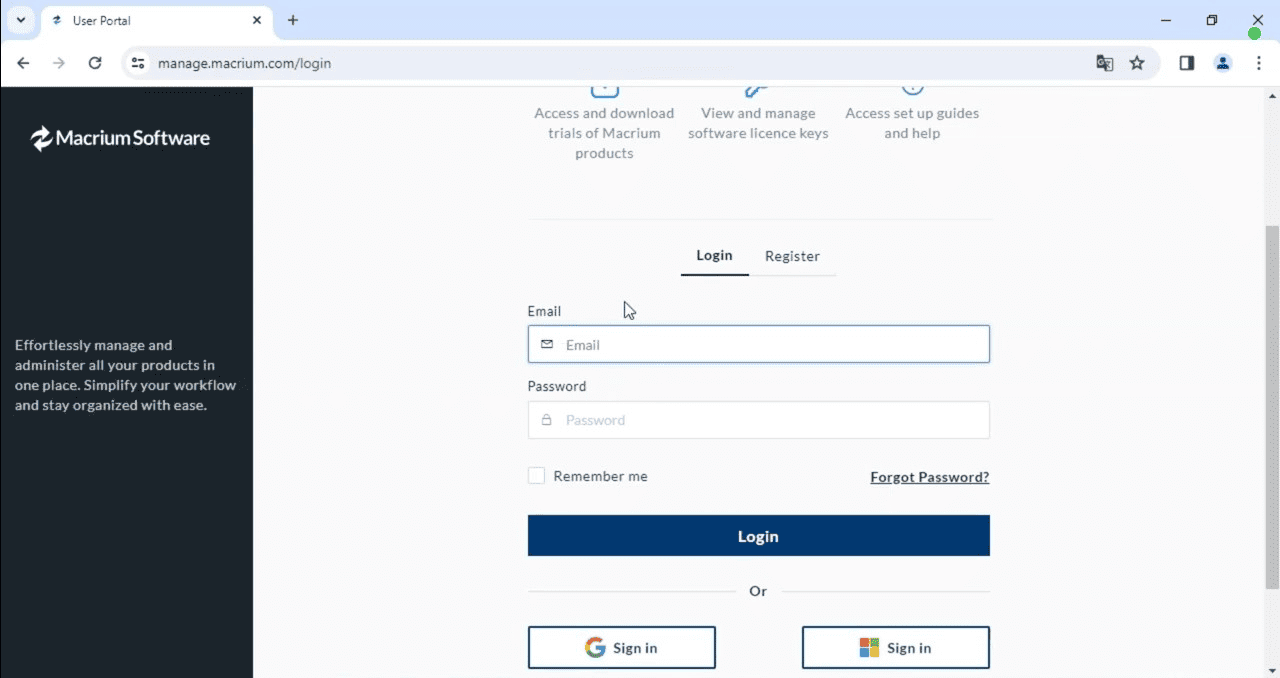 User Portal
manage.macrium.com/login
Macrium Software
Effortlessly manage and
administer all your products in
one place. Simplify your workflow
and stay organized with ease.
Access and download
trials of Macrium
products
View and manage
software licence keys
Access set up guides
and help
Login Register
Email
Email
Password
Password
Remember me Forgot Password?
Login
Or
Sign in Sign in